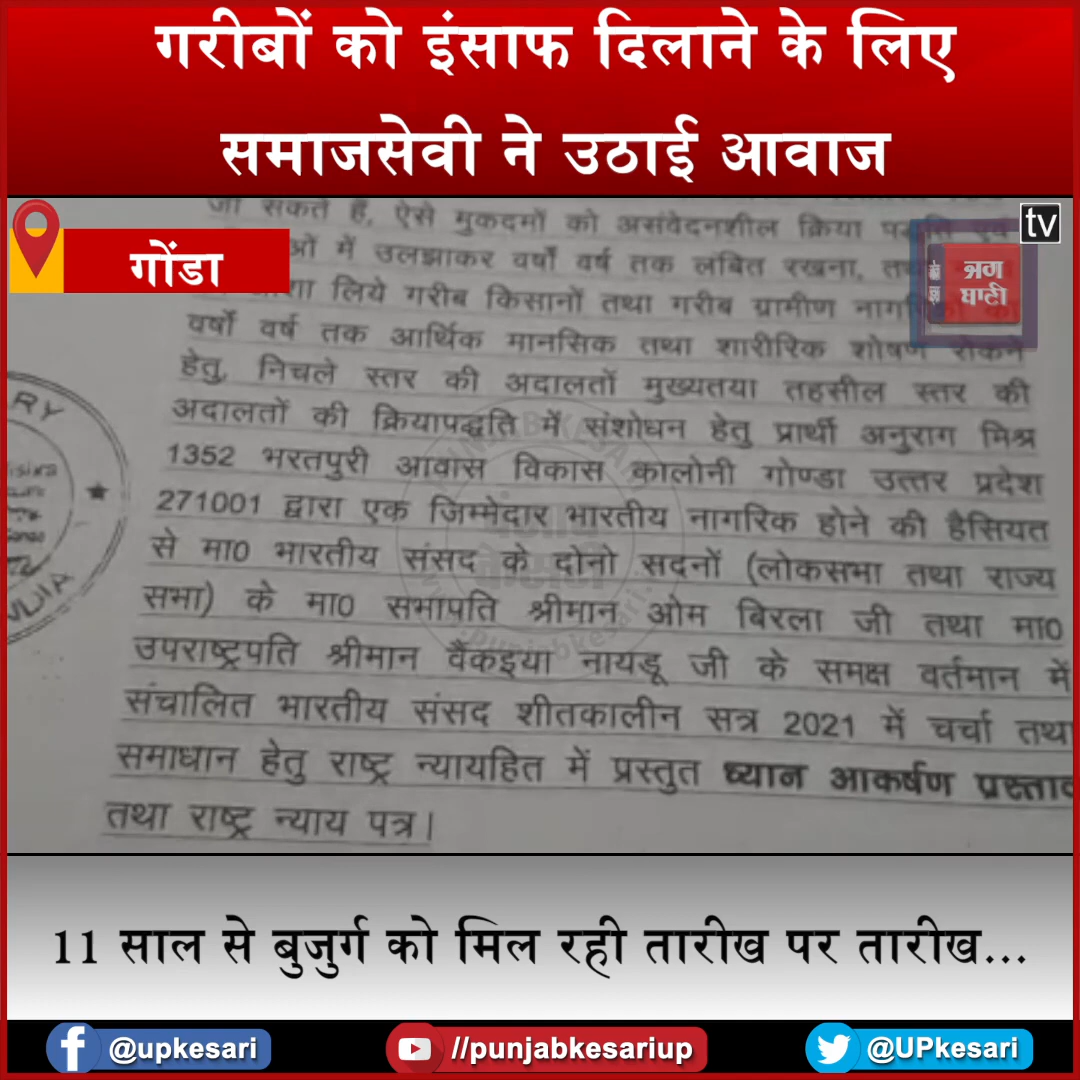 गरीबों को इंसाफ दिलाने के लिए
समाजसेवी ने उठाई आवाज
tv
गोंडा
जा सकते हैं, ऐसे मुकदमों को असंवेदनशील क्रिया
में उलझाकर वर्षो वर्ष तक लंबित रखना,
लिये गरीब किसानों तथा गरीब ग्रामीण
वर्षो वर्ष तक आर्थिक मानसिक तथा शारीरिक शोषण रोकने
हेतु, निचले स्तर की अदालतों मुख्यतया तहसील स्तर की
अदालतों की क्रियापद्धति में संशोधन हेतु प्रार्थी अनुराग मिश्र
1352 भरतपुरी आवास विकास कालोनी गोण्डा उत्तर प्रदेश
271001 द्वारा एक जिम्मेदार भारतीय नागरिक होने की हैसियत
से मा0 भारतीय संसद के दोनो सदनों (लोकसभा तथा राज्य
सभा) के मा0 सभापति श्रीमान ओम बिरला जी तथा मा0
उपराष्ट्रपति श्रीमान वैंकइया नायडू जी के समक्ष वर्तमान में
संचालित भारतीय संसद शीतकालीन सत्र 2021 में चर्चा तथा
समाधान हेतु राष्ट्र न्यायहित में प्रस्तुत ध्यान आकर्षण प्रस्ताव
तथा राष्ट्र न्याय पत्र।
11 साल से बुजुर्ग को मिल रही तारीख पर तारीख...
@upkesari
//punjabkesariup
@UPkesari